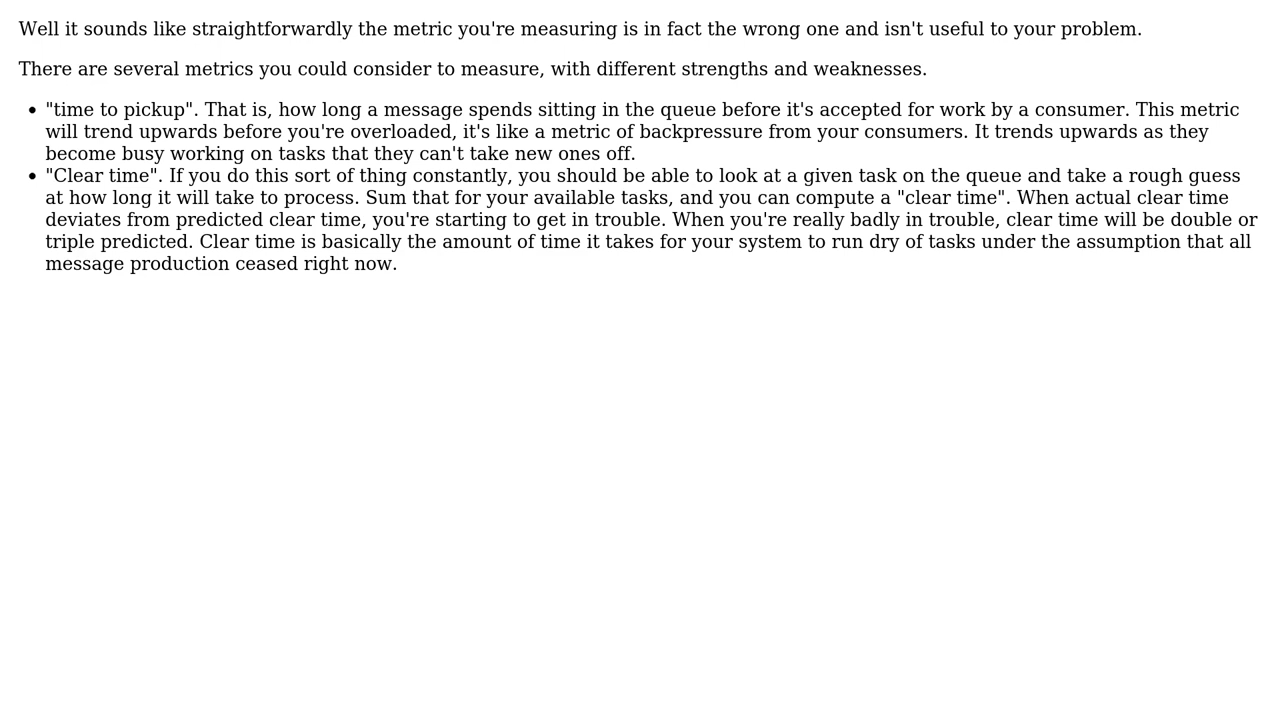 Well it sounds like straightforwardly the metric you're measuring is in fact the wrong one and isn't useful to your problem.
There are several metrics you could consider to measure, with different strengths and weaknesses.
• "time to pickup". That is, how long a message spends sitting in the queue before it's accepted for work by a consumer. This metric
will trend upwards before you're overloaded, it's like a metric of backpressure from your consumers. It trends upwards as they
become busy working on tasks that they can't take new ones off.
• "Clear time". If you do this sort of thing constantly, you should be able to look at a given task on the queue and take a rough guess
at how long it will take to process. Sum that for your available tasks, and you can compute a "clear time". When actual clear time
deviates from predicted clear time, you're starting to get in trouble. When you're really badly in trouble, clear time will be double or
triple predicted. Clear time is basically the amount of time it takes for your system to run dry of tasks under the assumption that all
message production ceased right now.